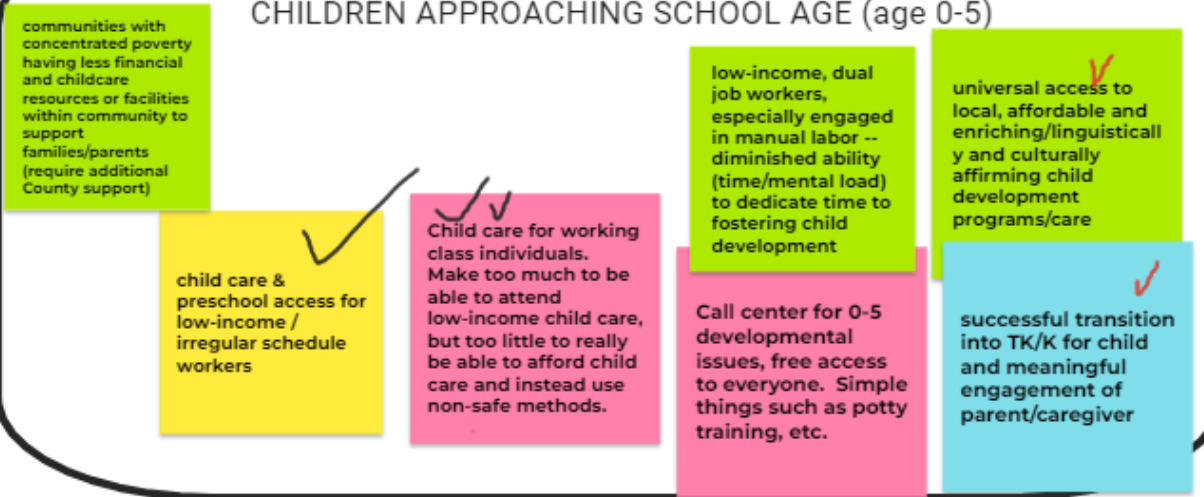 CHILDREN APPROACHING SCHOOL AGE (age 0-5)
communities with
concentrated poverty
having less financial
and childcare
resources or facilities
within community to
support
families/parents
(require additional
County support)
child care &
preschool access for
low-income /
irregular schedule
workers
Child care for working
class individuals.
Make too much to be
able to attend
low-income child care,
but too little to really
be able to afford child
care and instead use
non-safe methods.
low-income, dual
job workers,
especially engaged
in manual labor --
diminished ability
(time/mental load)
to dedicate time to
fostering child
development
Call center for 0-5
developmental
issues, free access
to everyone.  Simple
things such as potty
training, etc.
universal access to
local, affordable and
enriching/linguisticall
y and culturally
affirming child
development
programs/care
successful transition
into TK/K for child
and meaningful
engagement of
parent/caregiver